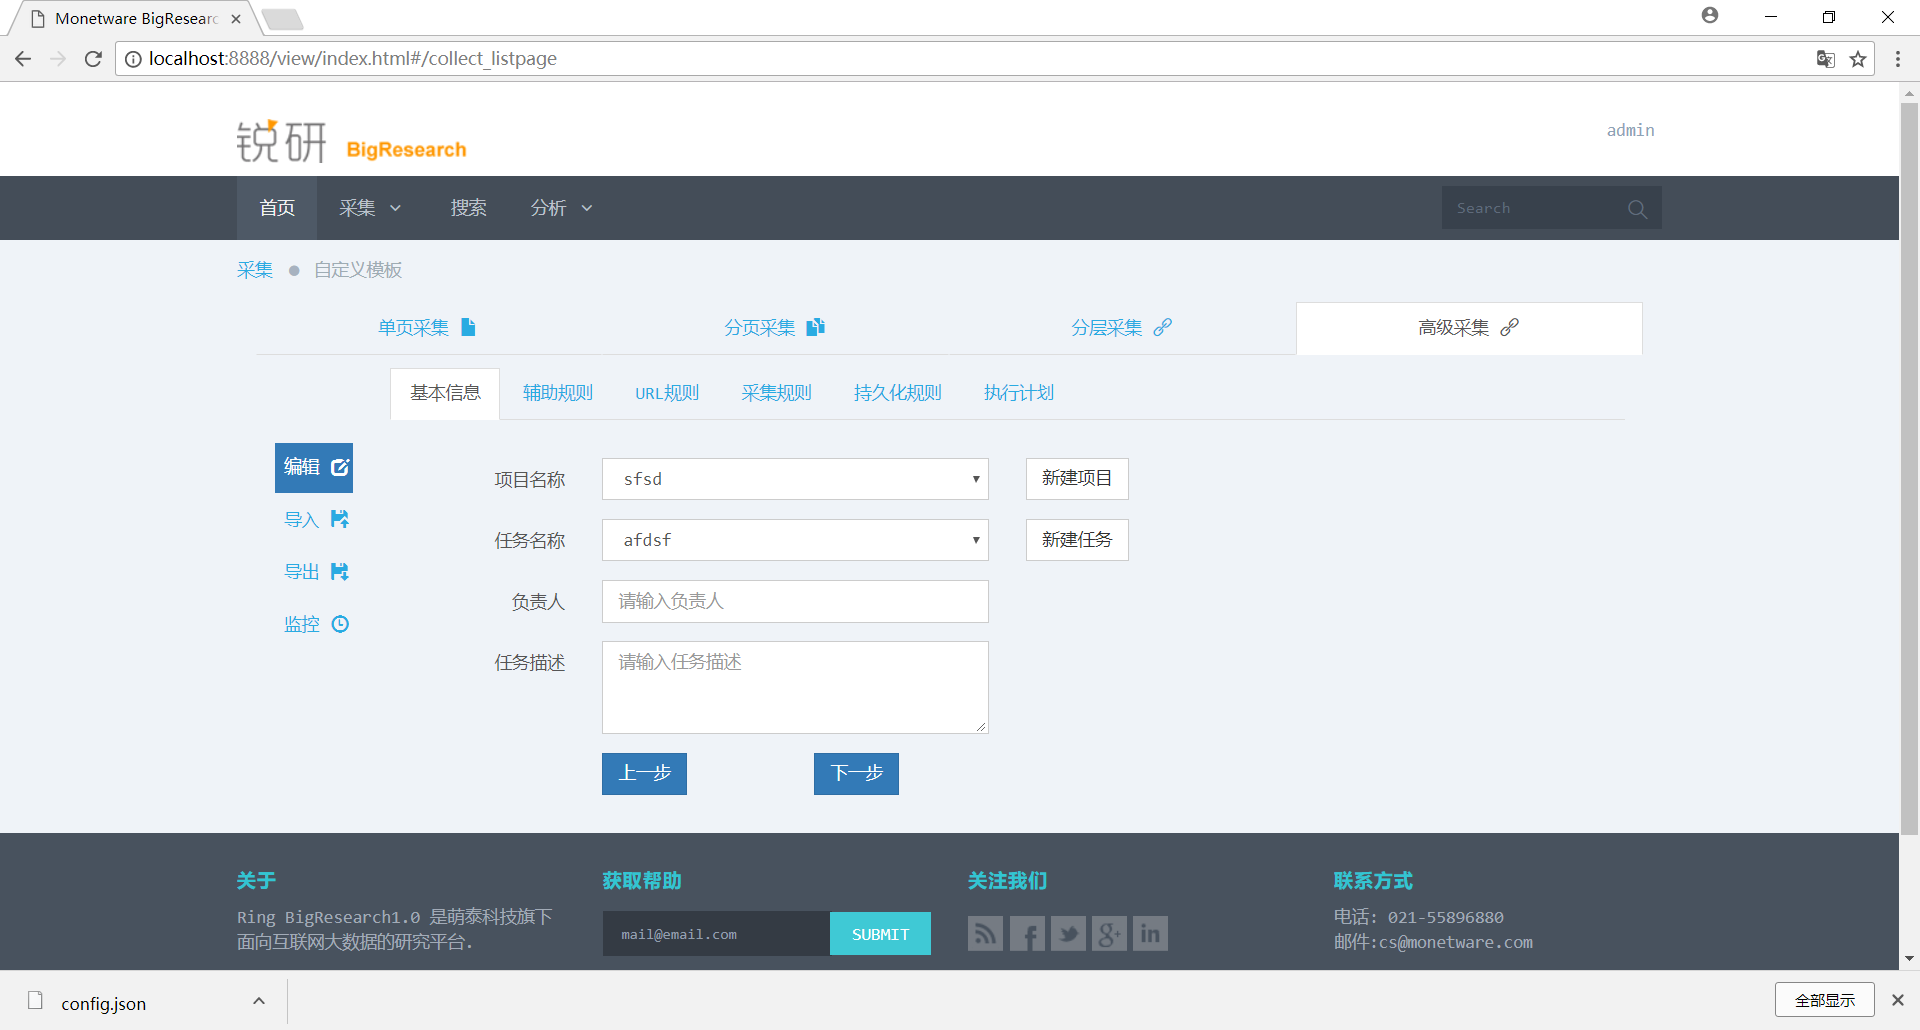 Monetware BigResearc
localhost:8888/view/index.html#/collect_listpage
锐研 BigResearch
admin
首页 采集 搜索 分析 Search
采集 自定义模板
单页采集 分页采集 分层采集 高级采集
基本信息 辅助规则 URL规则 采集规则 持久化规则 执行计划
编辑
导入
导出
监控
项目名称 sfsd 新建项目
任务名称 afdsf 新建任务
负责人 请输入负责人
任务描述 请输入任务描述
上一步 下一步
关于
Ring BigResearch1.0 是萌泰科技旗下
面向互联网大数据的研究平台.
获取帮助
mail@email.com SUBMIT
关注我们
联系方式
电话: 021-55896880
邮件:cs@monetware.com
config.json 全部显示